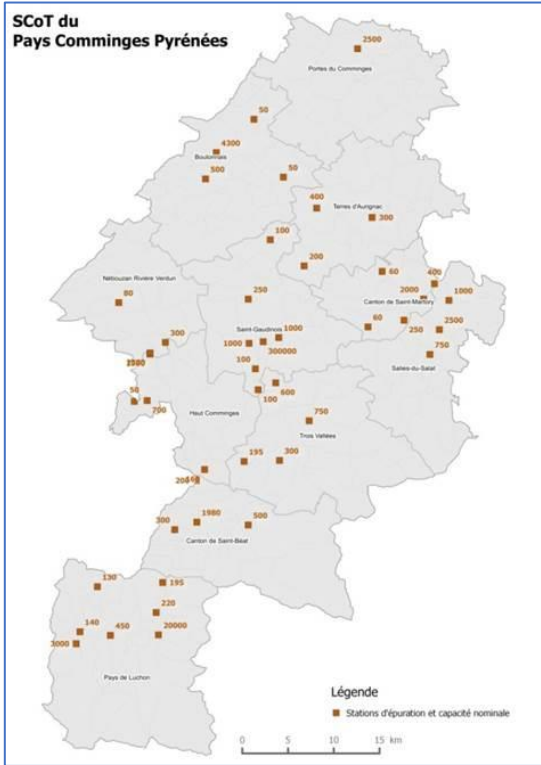 SCoT du
Pays Comminges Pyrénées
2500
Portes du Comminges
50
4300
Boulonnais
500
50
400
Terres d'Aurignac
300
100
200
60
400
Nébouzan Rivière Verdun
80
250
2000
Canton de Saint-Martory
1000
60
250
2500
Saint-Gaudinois
1000
1000
300000
300
750
Salies-du-Salat
100
600
100
50
700
Haut Comminges
750
Trois Vallées
195
300
200
300
1980
500
Canton de Saint-Béat
130
195
220
140
450
20000
3000
Pays de Luchon
Légende
Stations d'épuration et capacité nominale
0 5 10 15 km